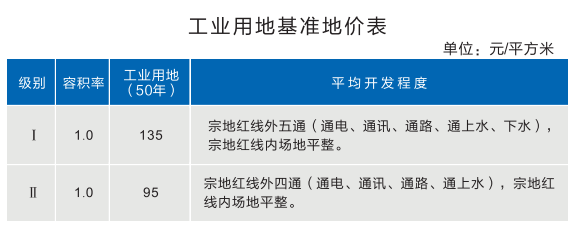 工业用地基准地价表
单位：元/平方米
级别 容积率 工业用地（50年） 平均开发程度
Ⅰ 1.0 135 宗地红线外五通（通电、通讯、通路、通上水、下水），
宗地红线内场地平整。
Ⅱ 1.0 95 宗地红线外四通（通电、通讯、通路、通上水），宗地红
线内场地平整。